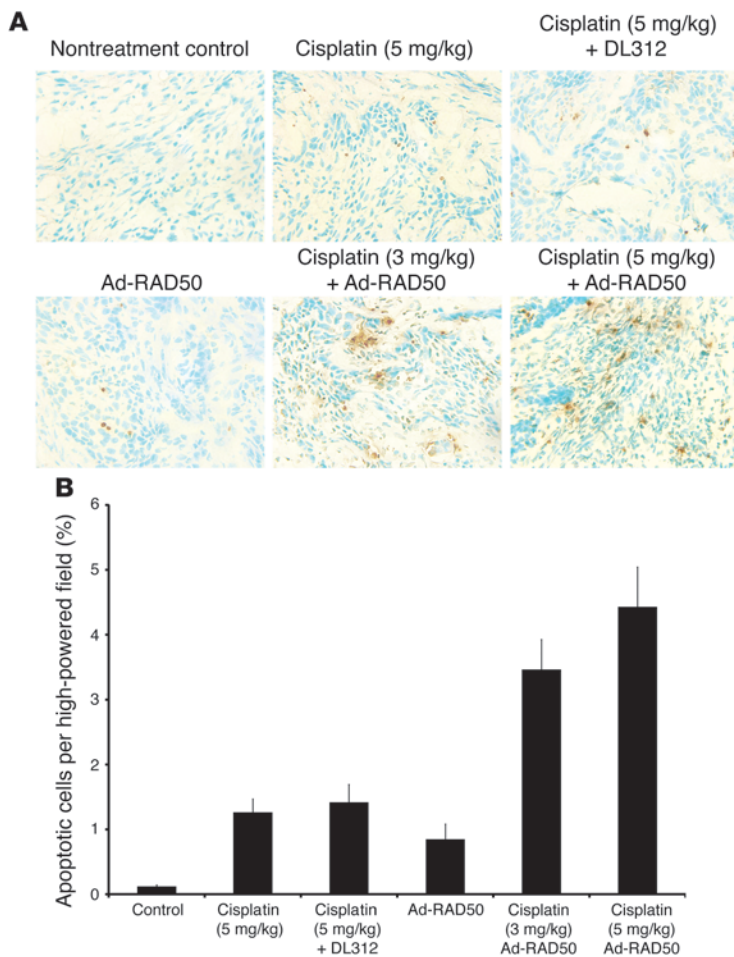 A
Nontreatment control
Cisplatin (5 mg/kg)
Cisplatin (5 mg/kg)
+ DL312
Ad-RAD50
Cisplatin (3 mg/kg)
+ Ad-RAD50
Cisplatin (5 mg/kg)
+ Ad-RAD50
B
Apoptotic cells per high-powered field (%)
6
5
4
3
2
1
0
Control
Cisplatin
(5 mg/kg)
Cisplatin
(5 mg/kg)
+ DL312
Ad-RAD50
Cisplatin
(3 mg/kg)
Ad-RAD50
Cisplatin
(5 mg/kg)
Ad-RAD50